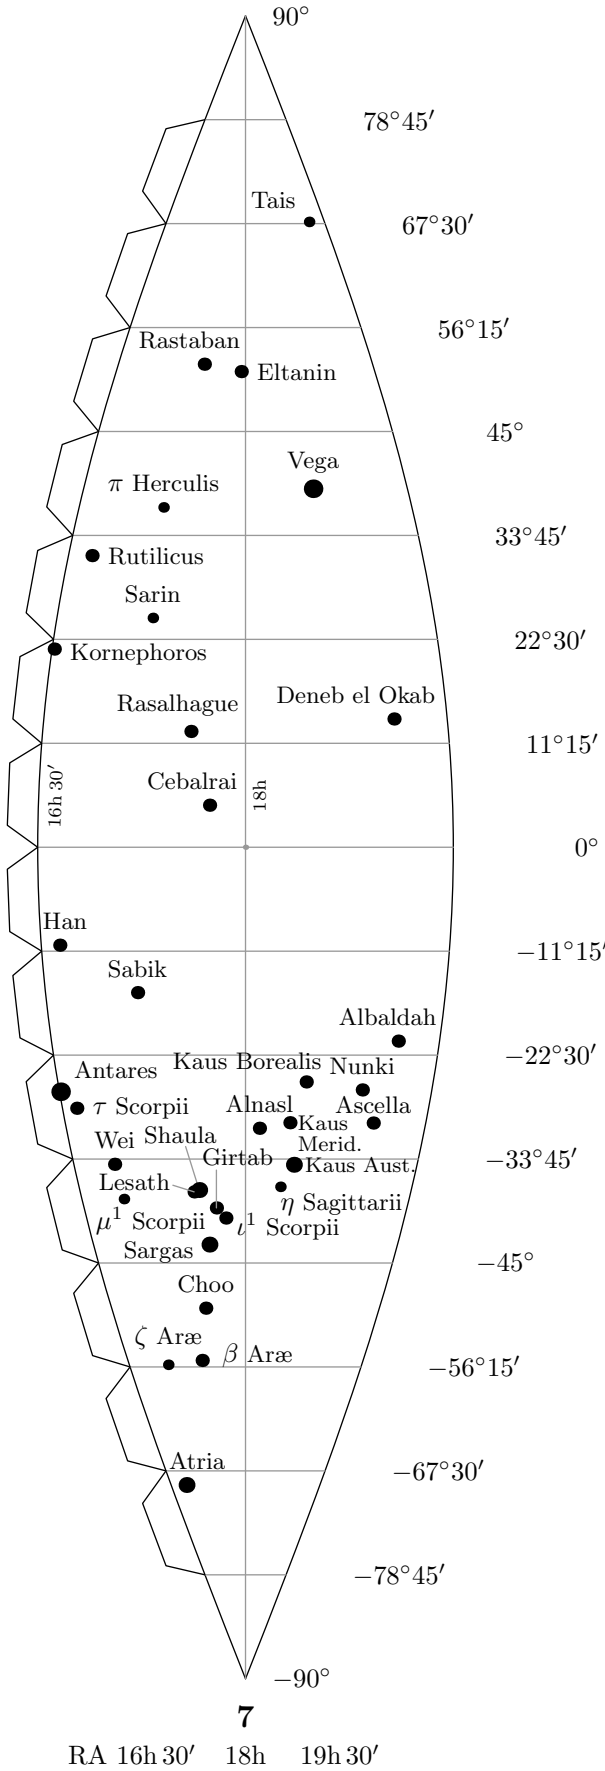 90°
78°45′
Tais
67°30′
56°15′
Rastaban
Eltanin
45°
Vega
π Herculis
33°45′
Rutilicus
Sarin
22°30′
Kornephoros
Deneb el Okab
Rasalhague
11°15′
Cebalrai
16h 30′
18h
0°
Han
−11°15′
Sabik
Albaldah
−22°30′
Kaus Borealis
Nunki
Antares
τ Scorpii
Alnasl
Ascella
Kaus
Merid.
Shaula
Wei
Girtab
−33°45′
Kaus Aust.
Lesath
η Sagittarii
μ¹ Scorpii
ι¹ Scorpii
Sargas
−45°
Choo
ζ Aræ
β Aræ
−56°15′
Atria
−67°30′
−78°45′
−90°
7
RA 16h 30′ 18h 19h 30′